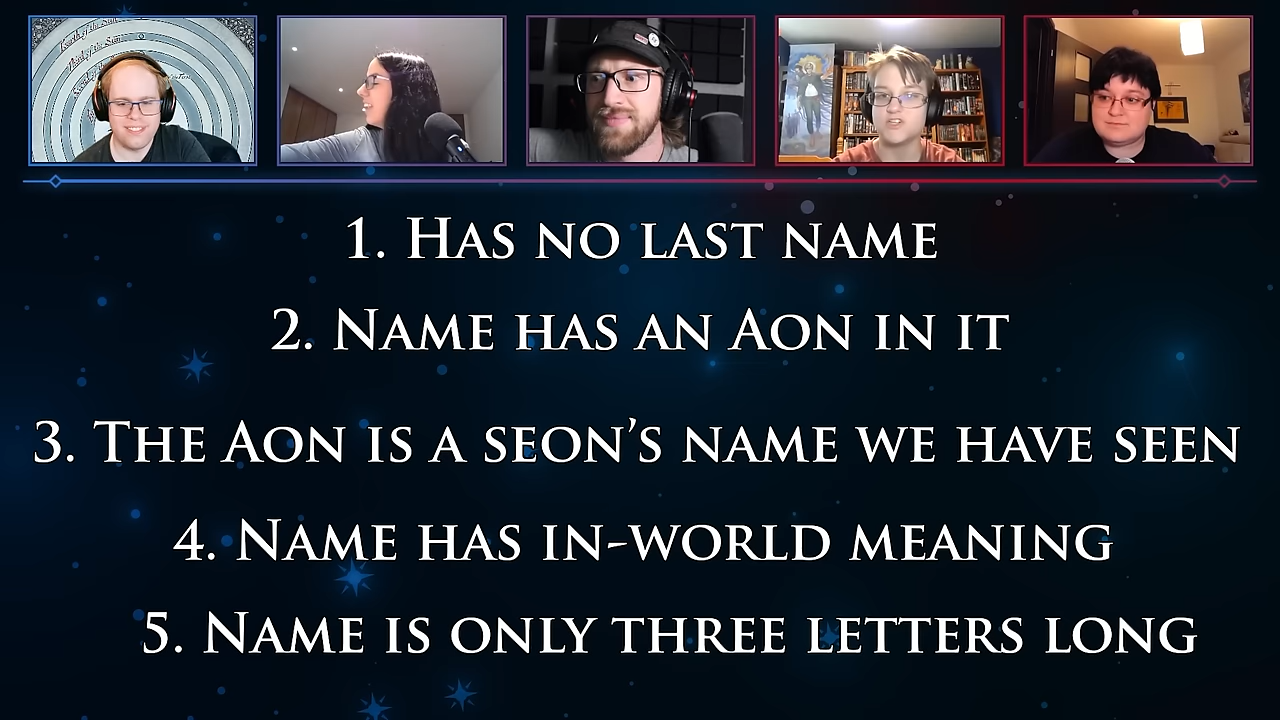 1. Has no last name
2. Name has an Aon in it
3. The Aon is a seon's name we have seen
4. Name has in-world meaning
5. Name is only three letters long